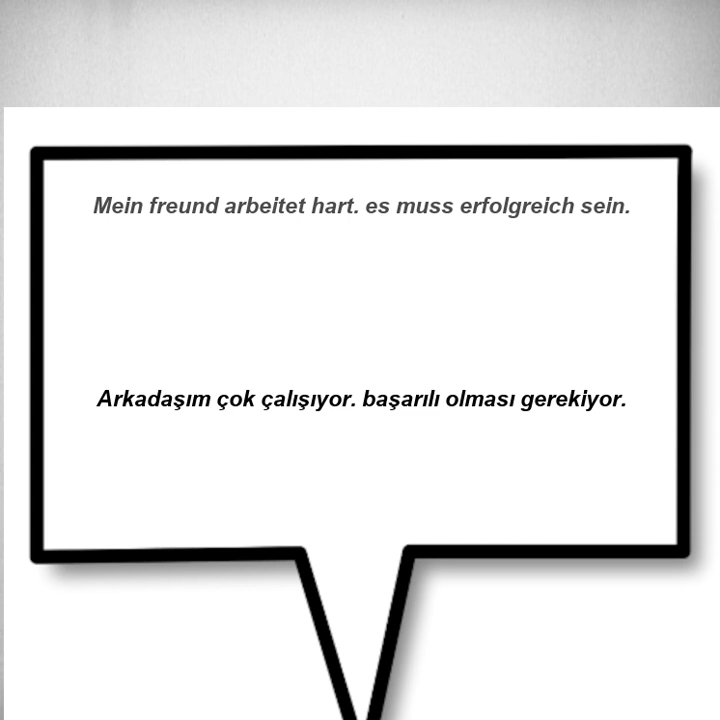 Mein freund arbeitet hart. es muss erfolgreich sein.
Arkadaşım çok çalışıyor. başarılı olması gerekiyor.